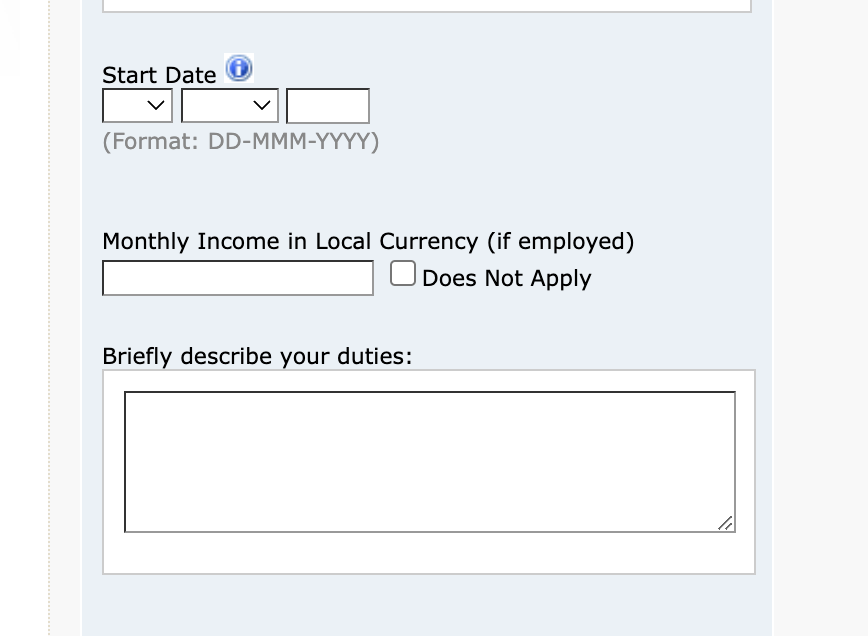 Start Date
(Format: DD-MMM-YYYY)
Monthly Income in Local Currency (if employed)
Does Not Apply
Briefly describe your duties: